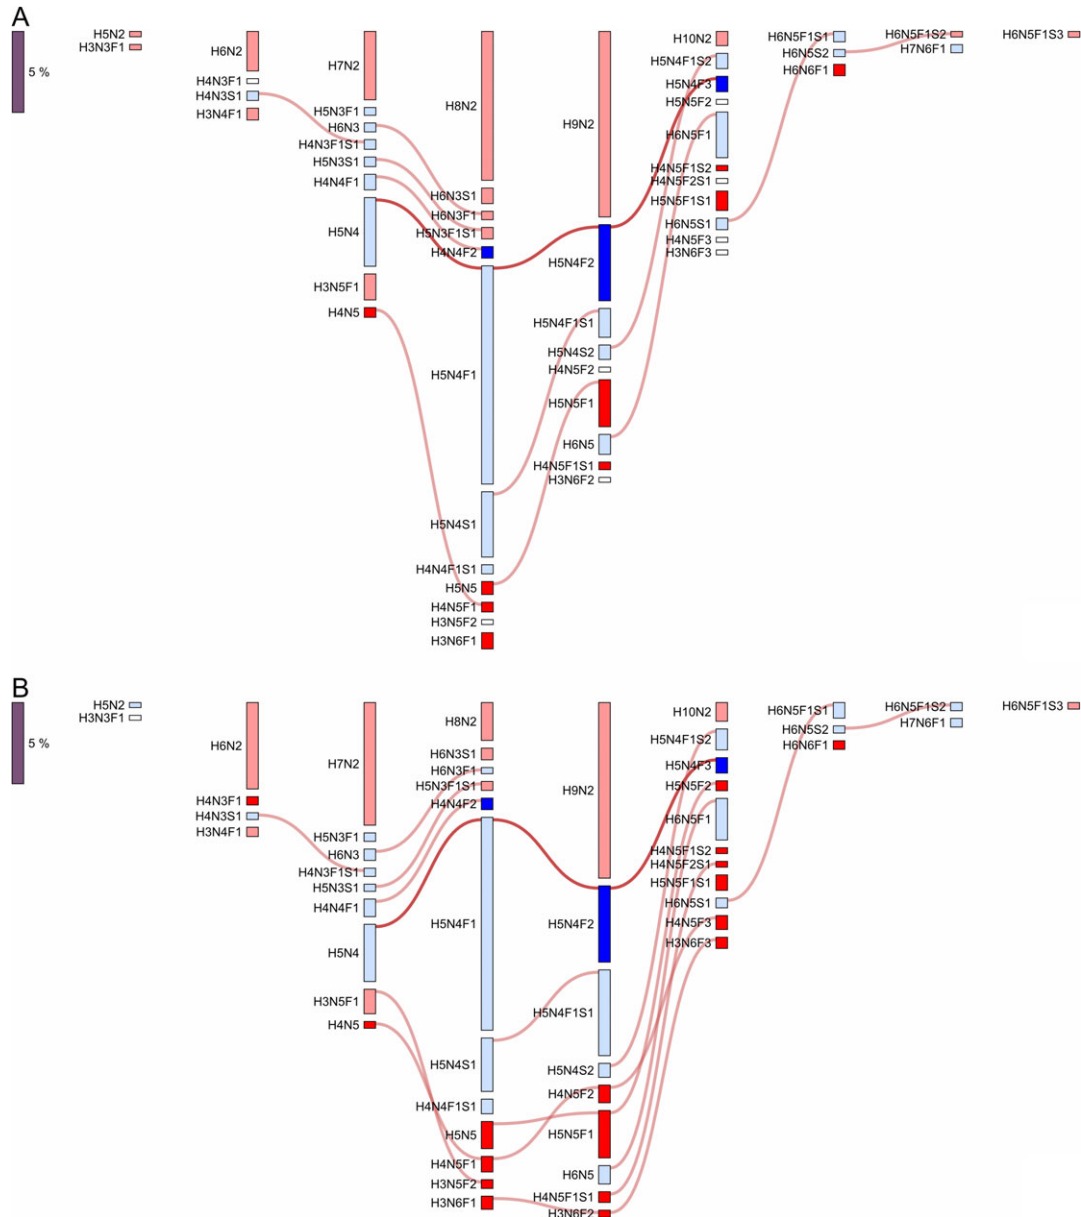 A
5 %
H5N2
H3N3F1
H6N2
H4N3F1
H4N3S1
H3N4F1
H7N2
H5N3F1
H6N3
H4N3F1S1
H5N3S1
H4N4F1
H5N4
H3N5F1
H4N5
H8N2
H6N3S1
H6N3F1
H5N3F1S1
H4N4F2
H5N4F1
H5N4S1
H4N4F1S1
H5N5
H4N5F1
H3N5F2
H3N6F1
H9N2
H5N4F2
H5N4F1S1
H5N4S2
H4N5F2
H5N5F1
H6N5
H4N5F1S1
H3N6F2
H10N2
H5N4F1S2
H5N4F3
H5N5F2
H6N5F1
H4N5F1S2
H4N5F2S1
H5N5F1S1
H6N5S1
H4N5F3
H3N6F3
H6N5F1S1
H6N5S2
H6N6F1
H6N5F1S2
H7N6F1
H6N5F1S3
B
5 %
H5N2
H3N3F1
H6N2
H4N3F1
H4N3S1
H3N4F1
H7N2
H5N3F1
H6N3
H4N3F1S1
H5N3S1
H4N4F1
H5N4
H3N5F1
H4N5
H8N2
H6N3S1
H6N3F1
H5N3F1S1
H4N4F2
H5N4F1
H5N4S1
H4N4F1S1
H5N5
H4N5F1
H3N5F2
H3N6F1
H9N2
H5N4F2
H5N4F1S1
H5N4S2
H4N5F2
H5N5F1
H6N5
H4N5F1S1
H3N6F2
H10N2
H5N4F1S2
H5N4F3
H5N5F2
H6N5F1
H4N5F1S2
H4N5F2S1
H5N5F1S1
H6N5S1
H4N5F3
H3N6F3
H6N5F1S1
H6N5S2
H6N6F1
H6N5F1S2
H7N6F1
H6N5F1S3